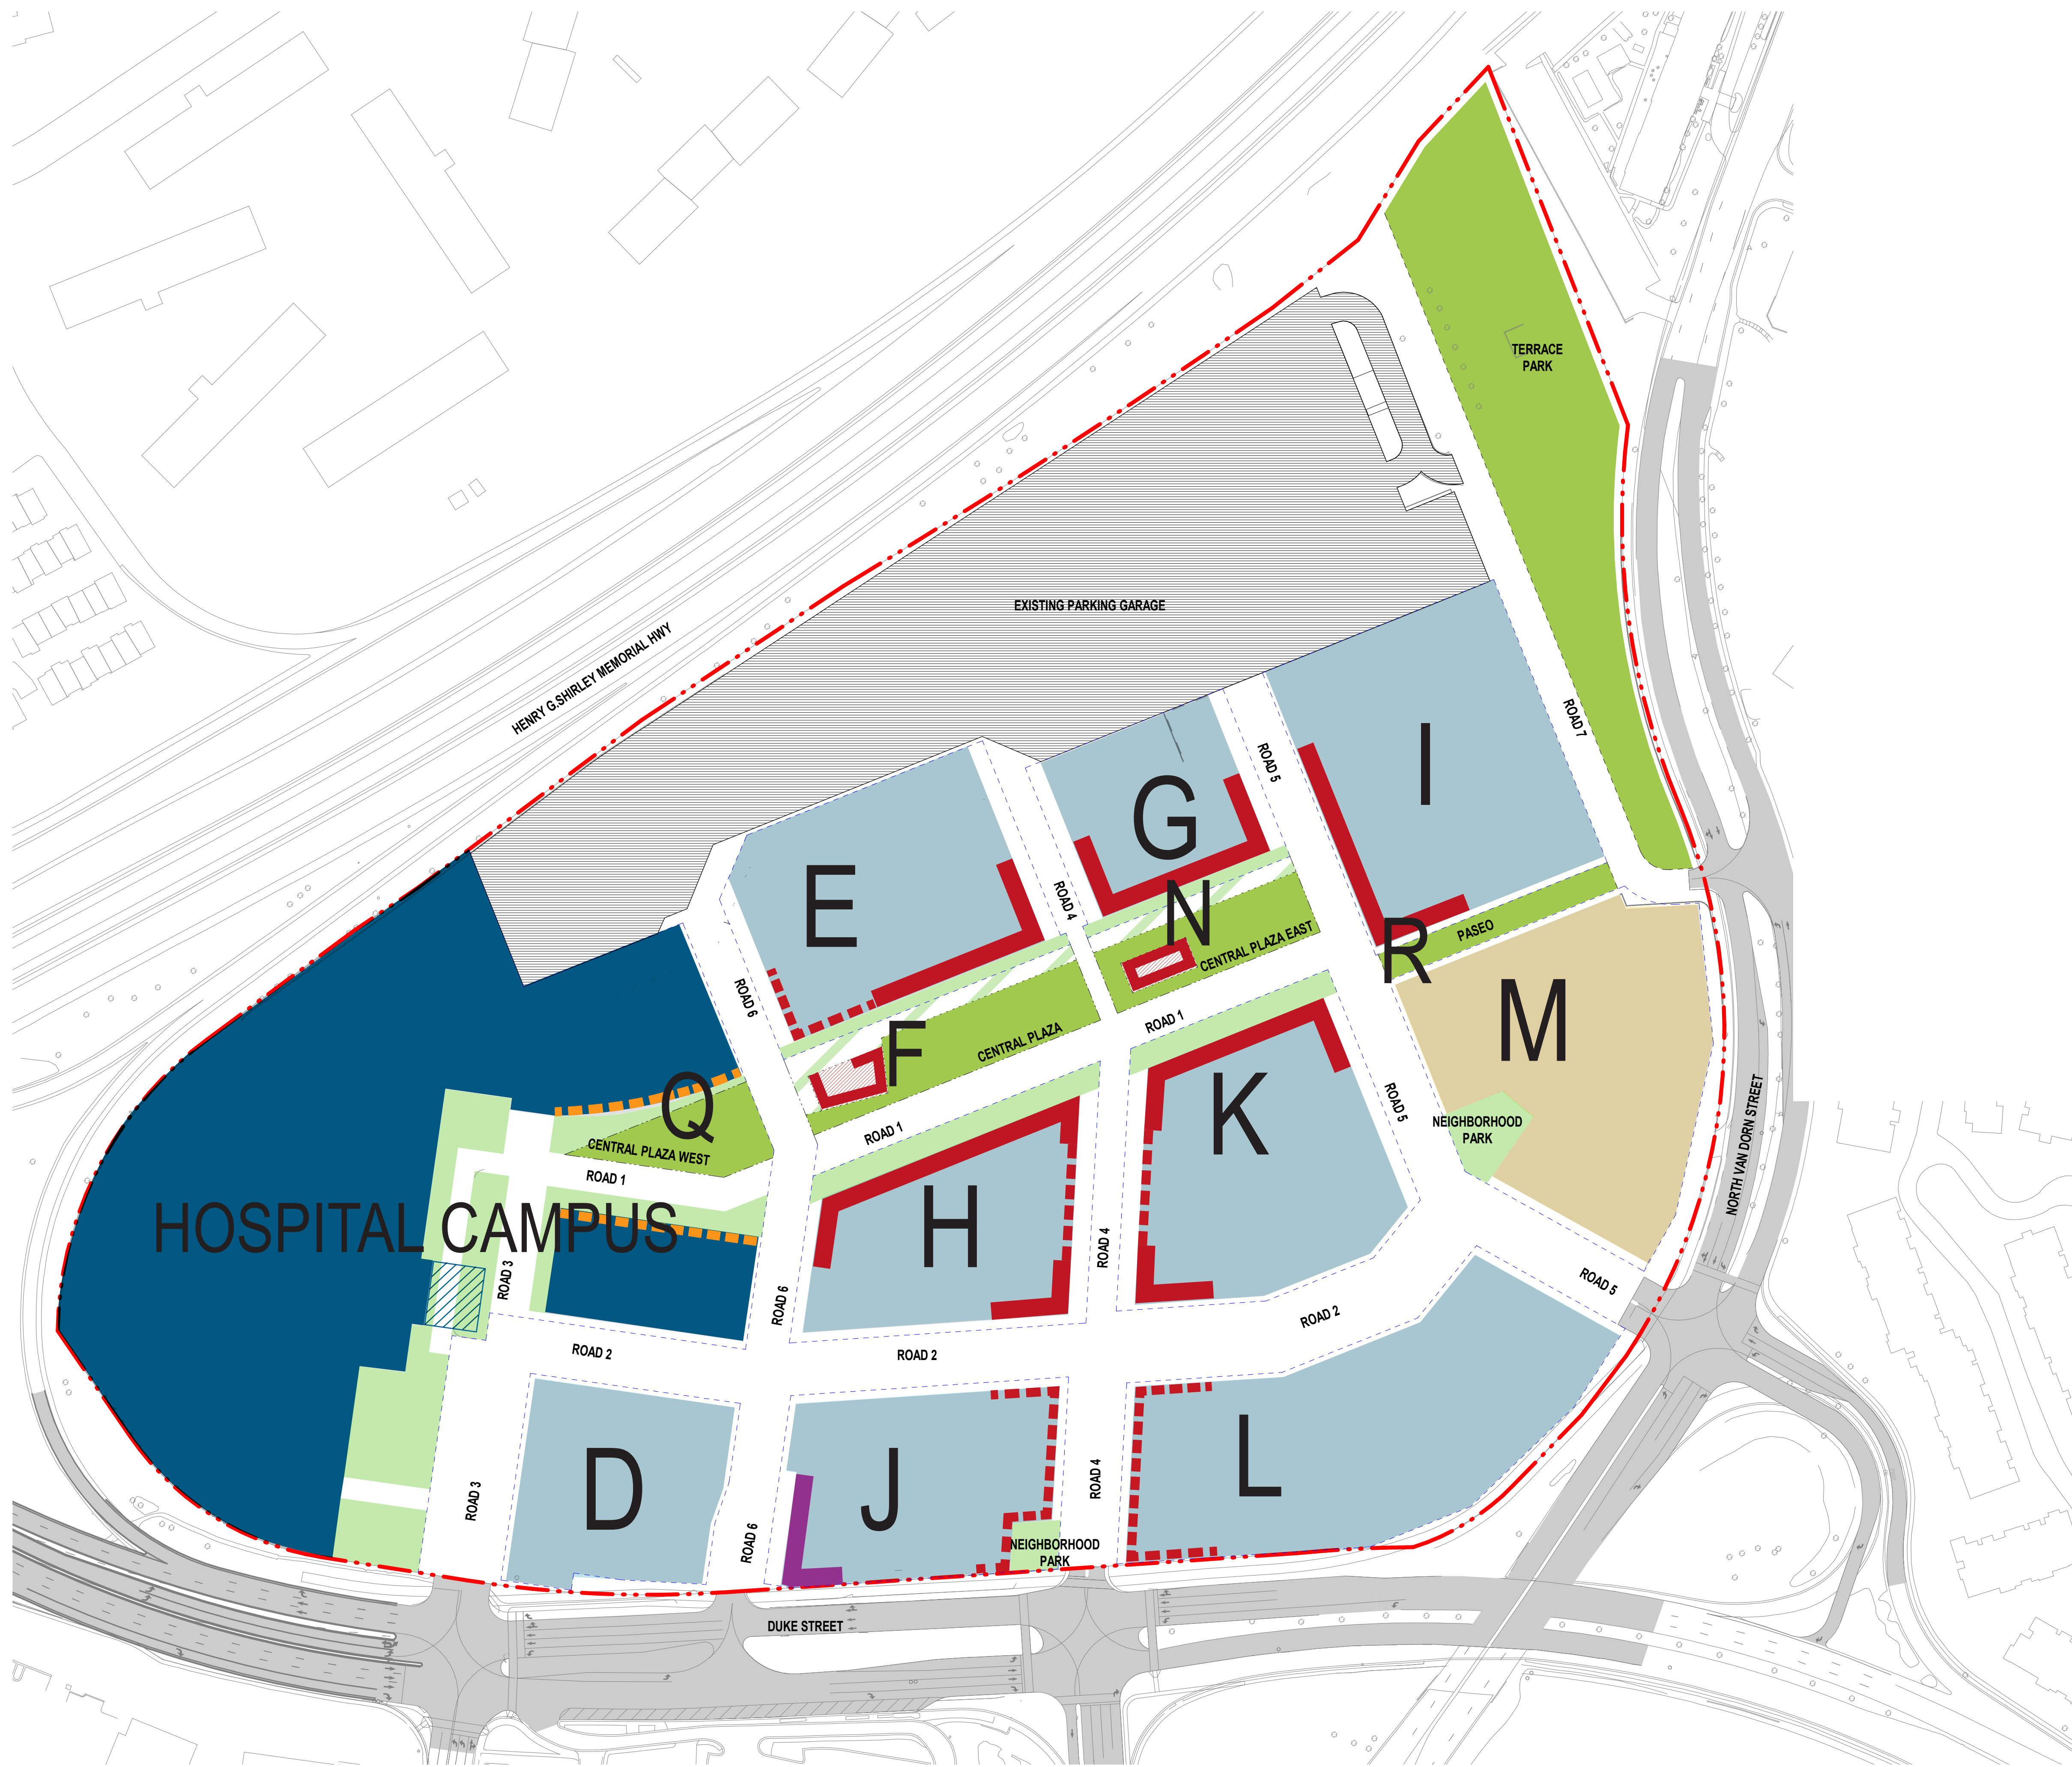 TERRACE
PARK
EXISTING PARKING GARAGE
HENRY G.SHIRLEY MEMORIAL HWY
ROAD 7
I
ROAD 5
G
E
ROAD 4
N
CENTRAL PLAZA EAST
R
PASEO
M
ROAD 6
F
CENTRAL PLAZA
ROAD 1
Q
CENTRAL PLAZA WEST
ROAD 1
ROAD 1
K
ROAD 5
NEIGHBORHOOD
PARK
NORTH VAN DORN STREET
HOSPITAL CAMPUS
ROAD 3
H
ROAD 4
ROAD 6
ROAD 5
ROAD 2
ROAD 2
ROAD 2
D
J
L
ROAD 3
ROAD 6
ROAD 4
NEIGHBORHOOD
PARK
DUKE STREET